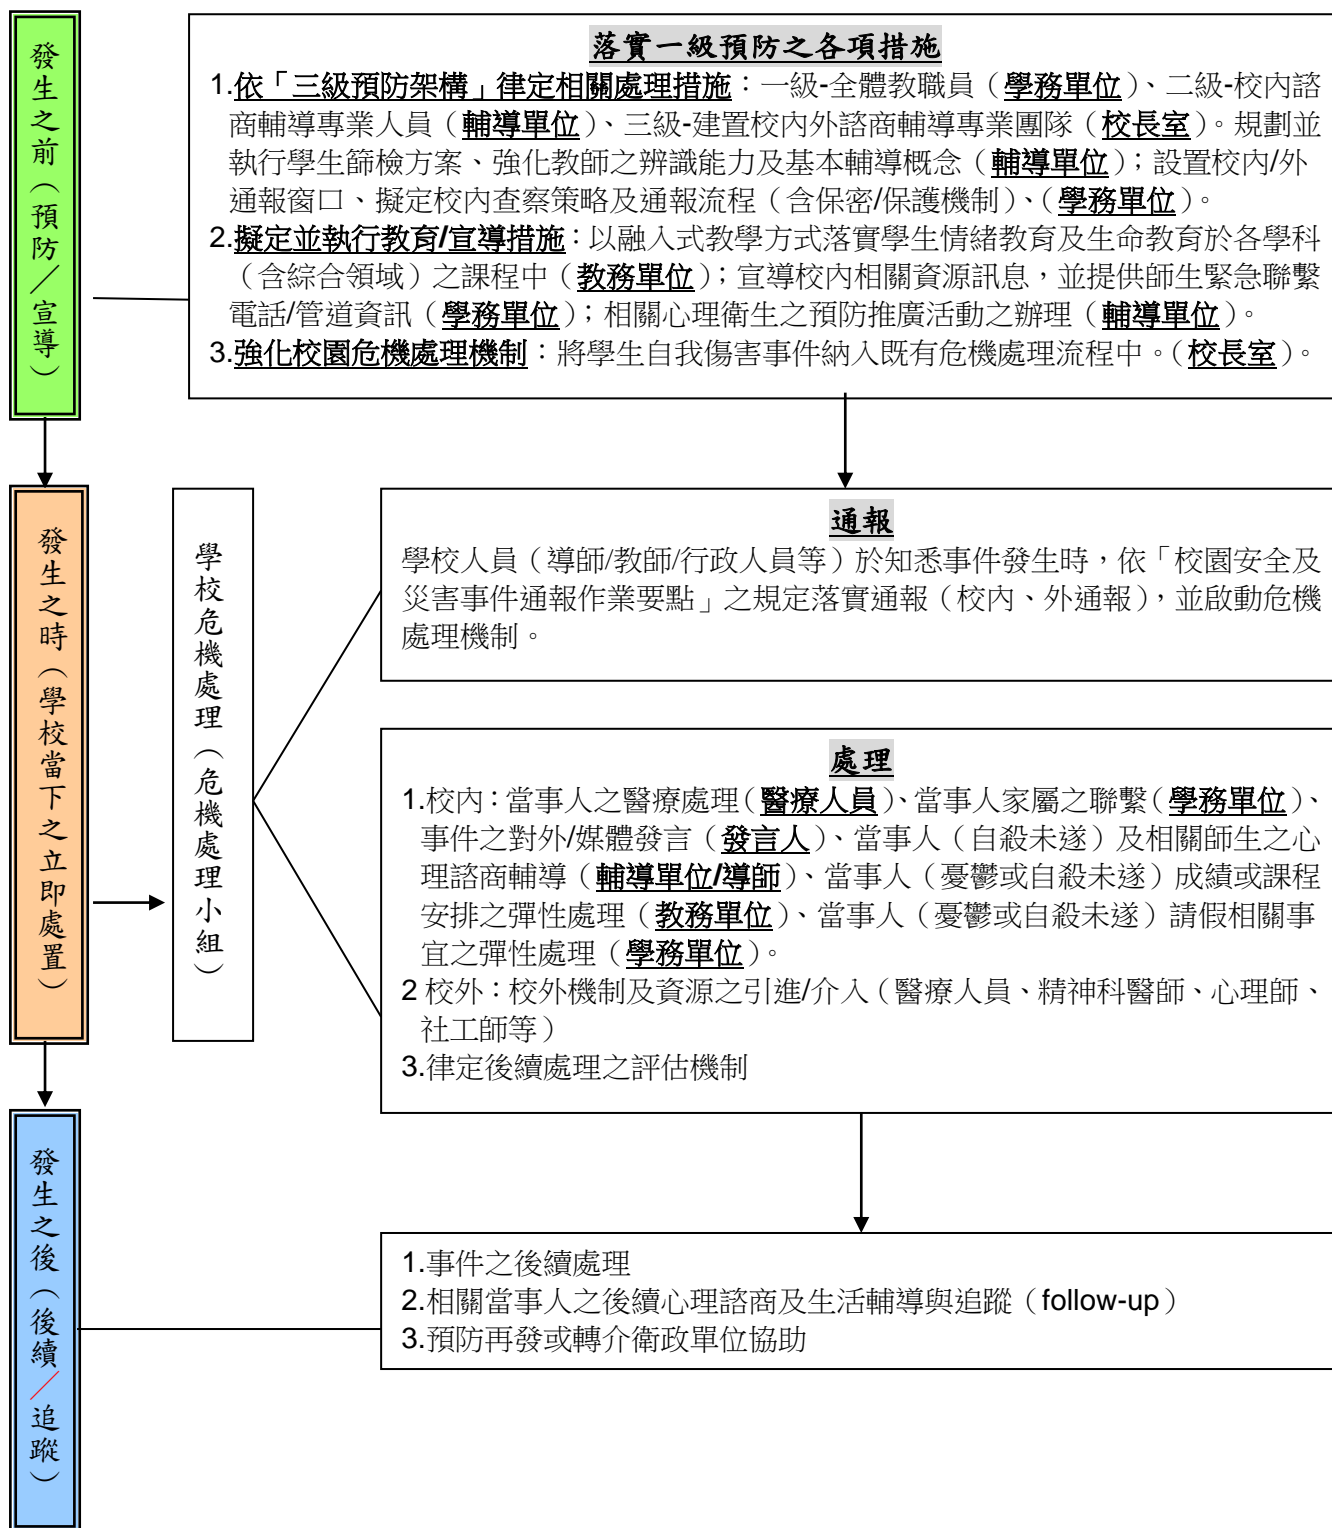 發生之前（預防／宣導）
落實一級預防之各項措施
1.依「三級預防架構」律定相關處理措施：一級-全體教職員（學務單位）、二級-校內諮
商輔導專業人員（輔導單位）、三級-建置校內外諮商輔導專業團隊（校長室）。規劃並
執行學生篩檢方案、強化教師之辨識能力及基本輔導概念（輔導單位）；設置校內/外
通報窗口、擬定校內查察策略及通報流程（含保密/保護機制）、（學務單位）。
2.擬定並執行教育/宣導措施：以融入式教學方式落實學生情緒教育及生命教育於各學科
（含綜合領域）之課程中（教務單位）；宣導校內相關資源訊息，並提供師生緊急聯繫
電話/管道資訊（學務單位）；相關心理衛生之預防推廣活動之辦理（輔導單位）。
3.強化校園危機處理機制：將學生自我傷害事件納入既有危機處理流程中。（校長室）。
發生之時（學校當下之立即處置）
學校危機處理（危機處理小組）
通報
學校人員（導師/教師/行政人員等）於知悉事件發生時，依「校園安全及
災害事件通報作業要點」之規定落實通報（校內、外通報），並啟動危機
處理機制。
處理
1.校內：當事人之醫療處理（醫療人員）、當事人家屬之聯繫（學務單位）、
事件之對外/媒體發言（發言人）、當事人（自殺未遂）及相關師生之心
理諮商輔導（輔導單位/導師）、當事人（憂鬱或自殺未遂）成績或課程
安排之彈性處理（教務單位）、當事人（憂鬱或自殺未遂）請假相關事
宜之彈性處理（學務單位）。
2 校外：校外機制及資源之引進/介入（醫療人員、精神科醫師、心理師、
社工師等）
3.律定後續處理之評估機制
發生之後（後續／追蹤）
1.事件之後續處理
2.相關當事人之後續心理諮商及生活輔導與追蹤（follow-up）
3.預防再發或轉介衛政單位協助